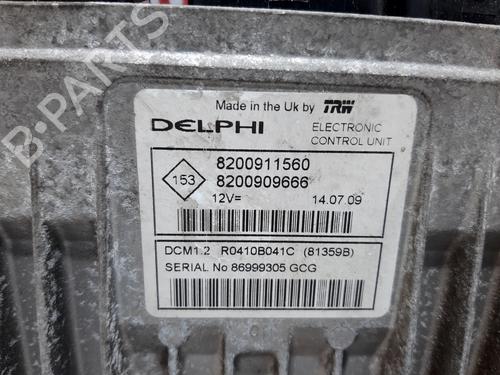 B-PARTS
Made in the Uk by TRW
DELPHI ELECTRONIC CONTROL UNIT
153
8200911560
8200909666
12V= 14.07.09
DCM1.2 R0410B041C (81359B)
SERIAL No 86999305 GCG